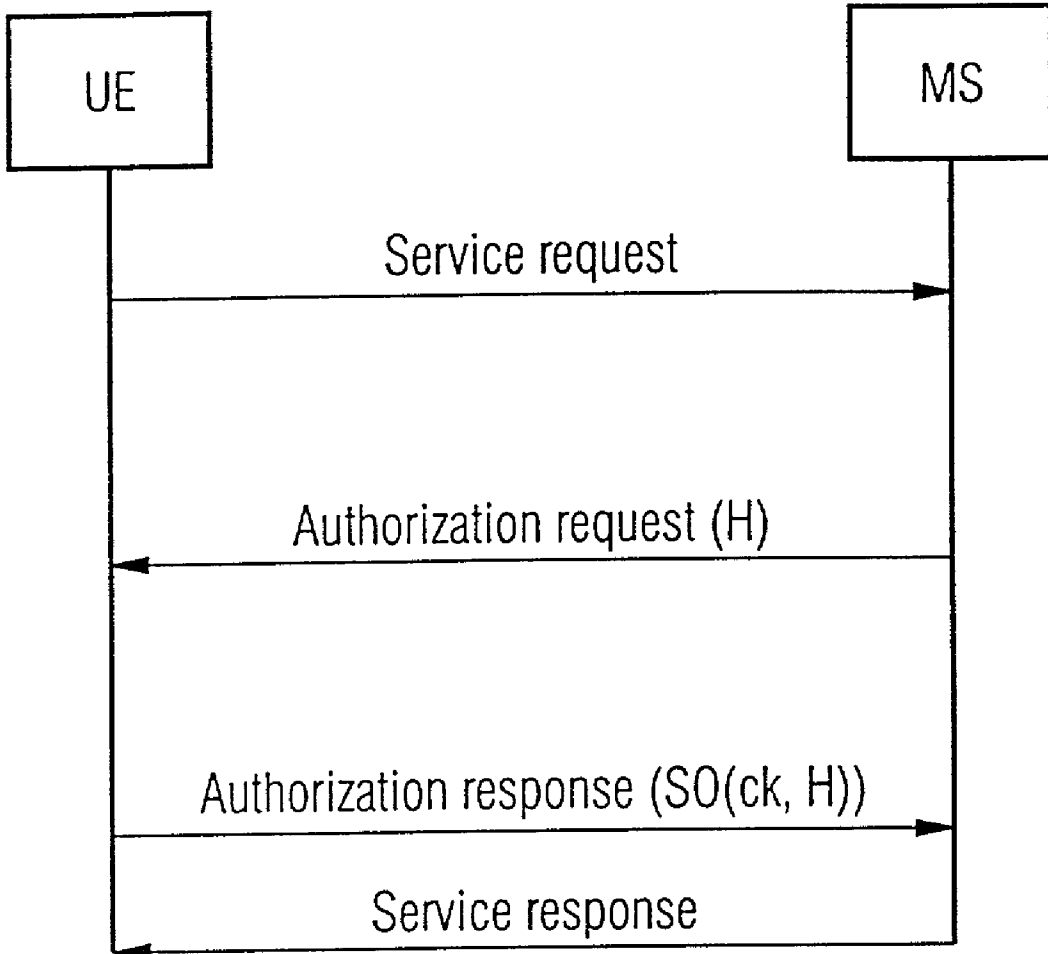 UE
MS
Service request
Authorization request (H)
Authorization response (SO(ck, H))
Service response